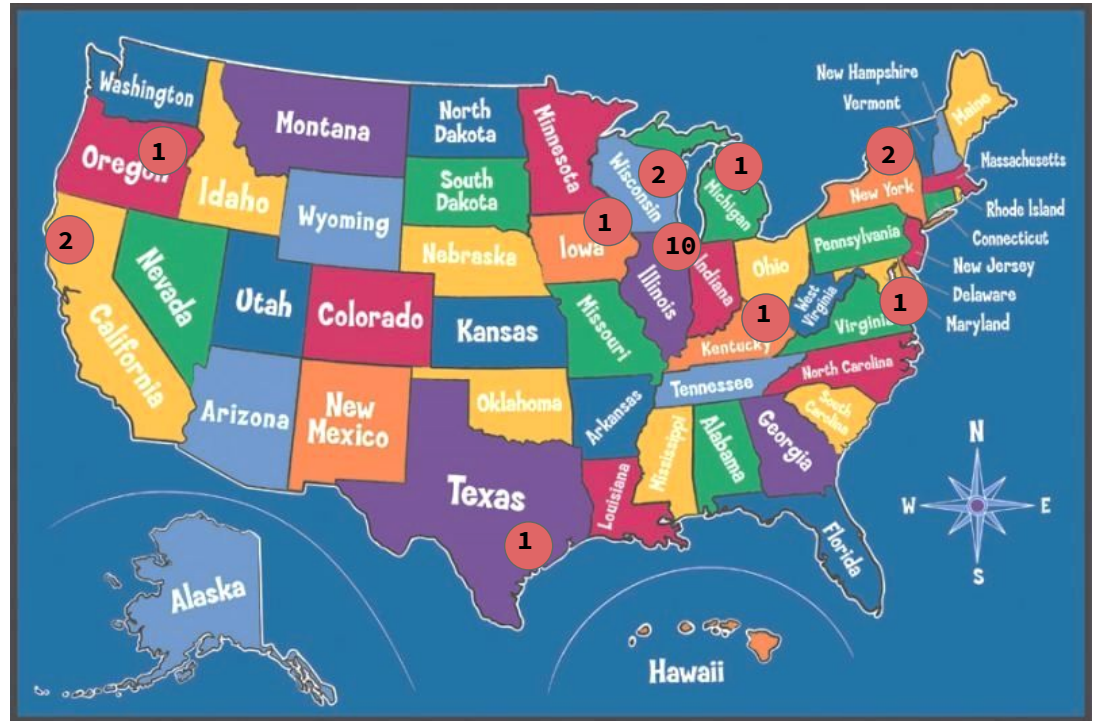 New Hampshire
Vermont
Maine
Washington
Montana
North
Dakota
Minnesota
1
Oregon
2
1
2
Wisconsin
Michigan
Massachusetts
New York
Idaho
South
Dakota
Wyoming
Rhode Island
1
Iowa
10
2
Nebraska
Pennsylvania
Connecticut
New Jersey
Ohio
Indiana
Illinois
Nevada
Utah
Colorado
Kansas
Missouri
West
Virginia
1
1
Delaware
Maryland
Virginia
Kentucky
California
North Carolina
Tennessee
Arizona
New
Mexico
Oklahoma
Arkansas
Mississippi
Alabama
Georgia
South
Carolina
Texas
Louisiana
N
W
E
S
1
Florida
Alaska
Hawaii